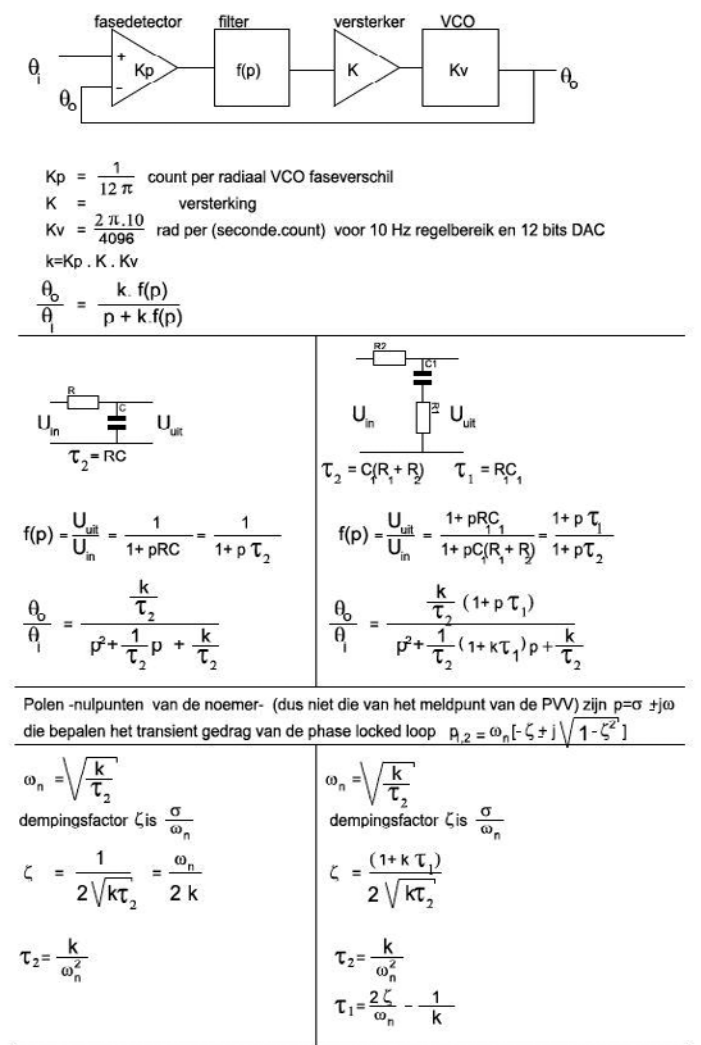 fasedetector filter versterker VCO
θi + Kp f(p) K Kv θo
θo -
Kp = 1/(12 π) count per radiaal VCO faseverschil
K = versterking
Kv = 2 π.10/4096 rad per (seconde.count) voor 10 Hz regelbereik en 12 bits DAC
k=Kp . K . Kv
θo/θi = k. f(p) / (p + k.f(p))
R
C
Uin Uuit
τ2=RC
f(p) = Uuit/Uin = 1/(1+ pRC) = 1/(1+ p τ2)
θo/θi = (k/τ2) / (p²+ (1/τ2)p + k/τ2)
R2
C1
Uin R1 Uuit
τ2 = C1(R1 + R2) τ1 = R1C1
f(p) = Uuit/Uin = (1+ pR1C1)/(1+ pC1(R1 + R2)) = (1+ p τ1)/(1+ pτ2)
θo/θi = (k/τ2)(1+ p τ1) / (p²+ (1/τ2)(1+ kτ1)p + k/τ2)
Polen -nulpunten van de noemer- (dus niet die van het meldpunt van de PVV) zijn p=σ ±jω
die bepalen het transient gedrag van de phase locked loop p1,2 = ωn[-ζ ± j√(1-ζ²)]
ωn = √(k/τ2)
dempingsfactor ζ is σ/ωn
ζ = 1/(2√(kτ2)) = ωn/(2 k)
τ2= k/ωn²
ωn = √(k/τ2)
dempingsfactor ζ is σ/ωn
ζ = (1+ k τ1)/(2 √(kτ2))
τ2= k/ωn²
τ1= 2 ζ/ωn - 1/k